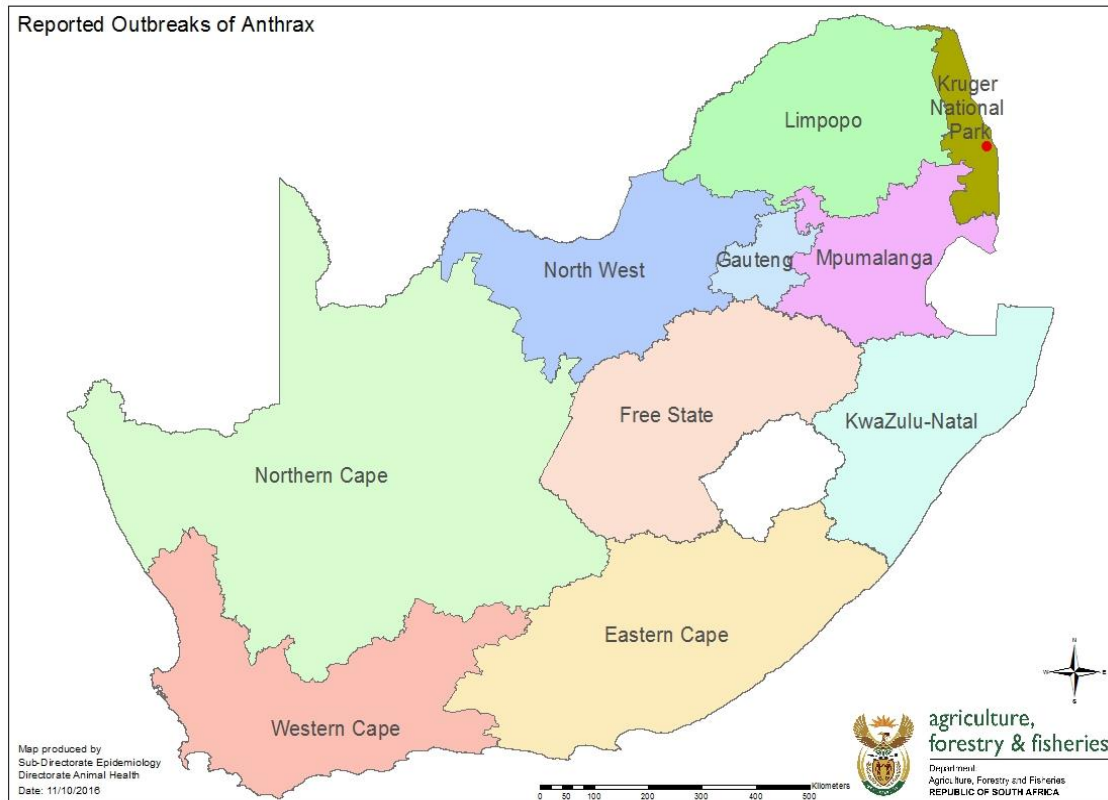 Reported Outbreaks of Anthrax
Kruger
National
Park
Limpopo
North West
Gauteng
Mpumalanga
Free State
KwaZulu-Natal
Northern Cape
Eastern Cape
Western Cape
N
W
E
S
Map produced by
Sub-Directorate Epidemiology
Directorate Animal Health
Date: 11/10/2016
Kilometers
0 50 100 200 300 400 500
agriculture,
forestry & fisheries
Department:
Agriculture, Forestry and Fisheries
REPUBLIC OF SOUTH AFRICA